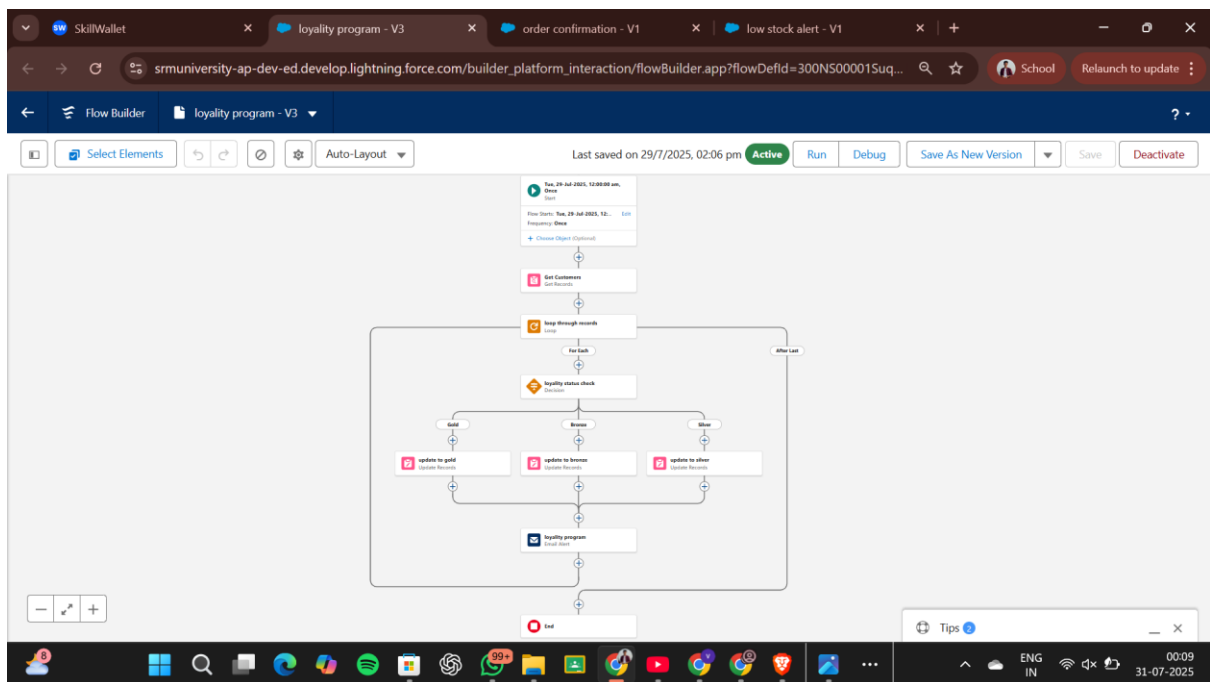 SkillWallet
loyality program - V3
order confirmation - V1
low stock alert - V1
srmuniversity-ap-dev-ed.develop.lightning.force.com/builder_platform_interaction/flowBuilder.app?flowDefId=300NS00001Suq...
School
Relaunch to update
Flow Builder
loyality program - V3
?
Select Elements
Auto-Layout
Last saved on 29/7/2025, 02:06 pm
Active
Run
Debug
Save As New Version
Save
Deactivate
Tue, 29-Jul-2025, 12:00:00 am,
Once
Start
Flow Starts: Tue, 29-Jul-2025, 12:...
Edit
Frequency: Once
+ Choose Object (Optional)
Get Customers
Get Records
loop through records
Loop
For Each
After Last
loyality status check
Decision
Gold
Bronze
Silver
update to gold
Update Records
update to bronze
Update Records
update to silver
Update Records
loyality program
Email Alert
End
Tips 2
8
99+
ENG
IN
00:09
31-07-2025